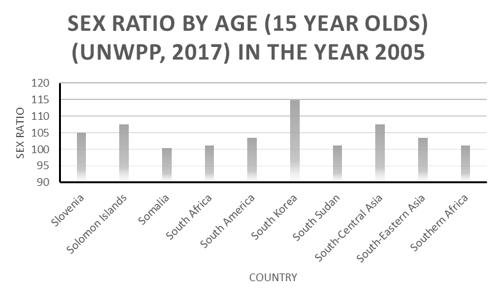 SEX RATIO BY AGE (15 YEAR OLDS)
(UNWPP, 2017) IN THE YEAR 2005
120
115
110
105
100
95
90
SEX RATIO
Slovenia
Solomon Islands
Somalia
South Africa
South America
South Korea
South Sudan
South-Central Asia
South-Eastern Asia
Southern Africa
COUNTRY